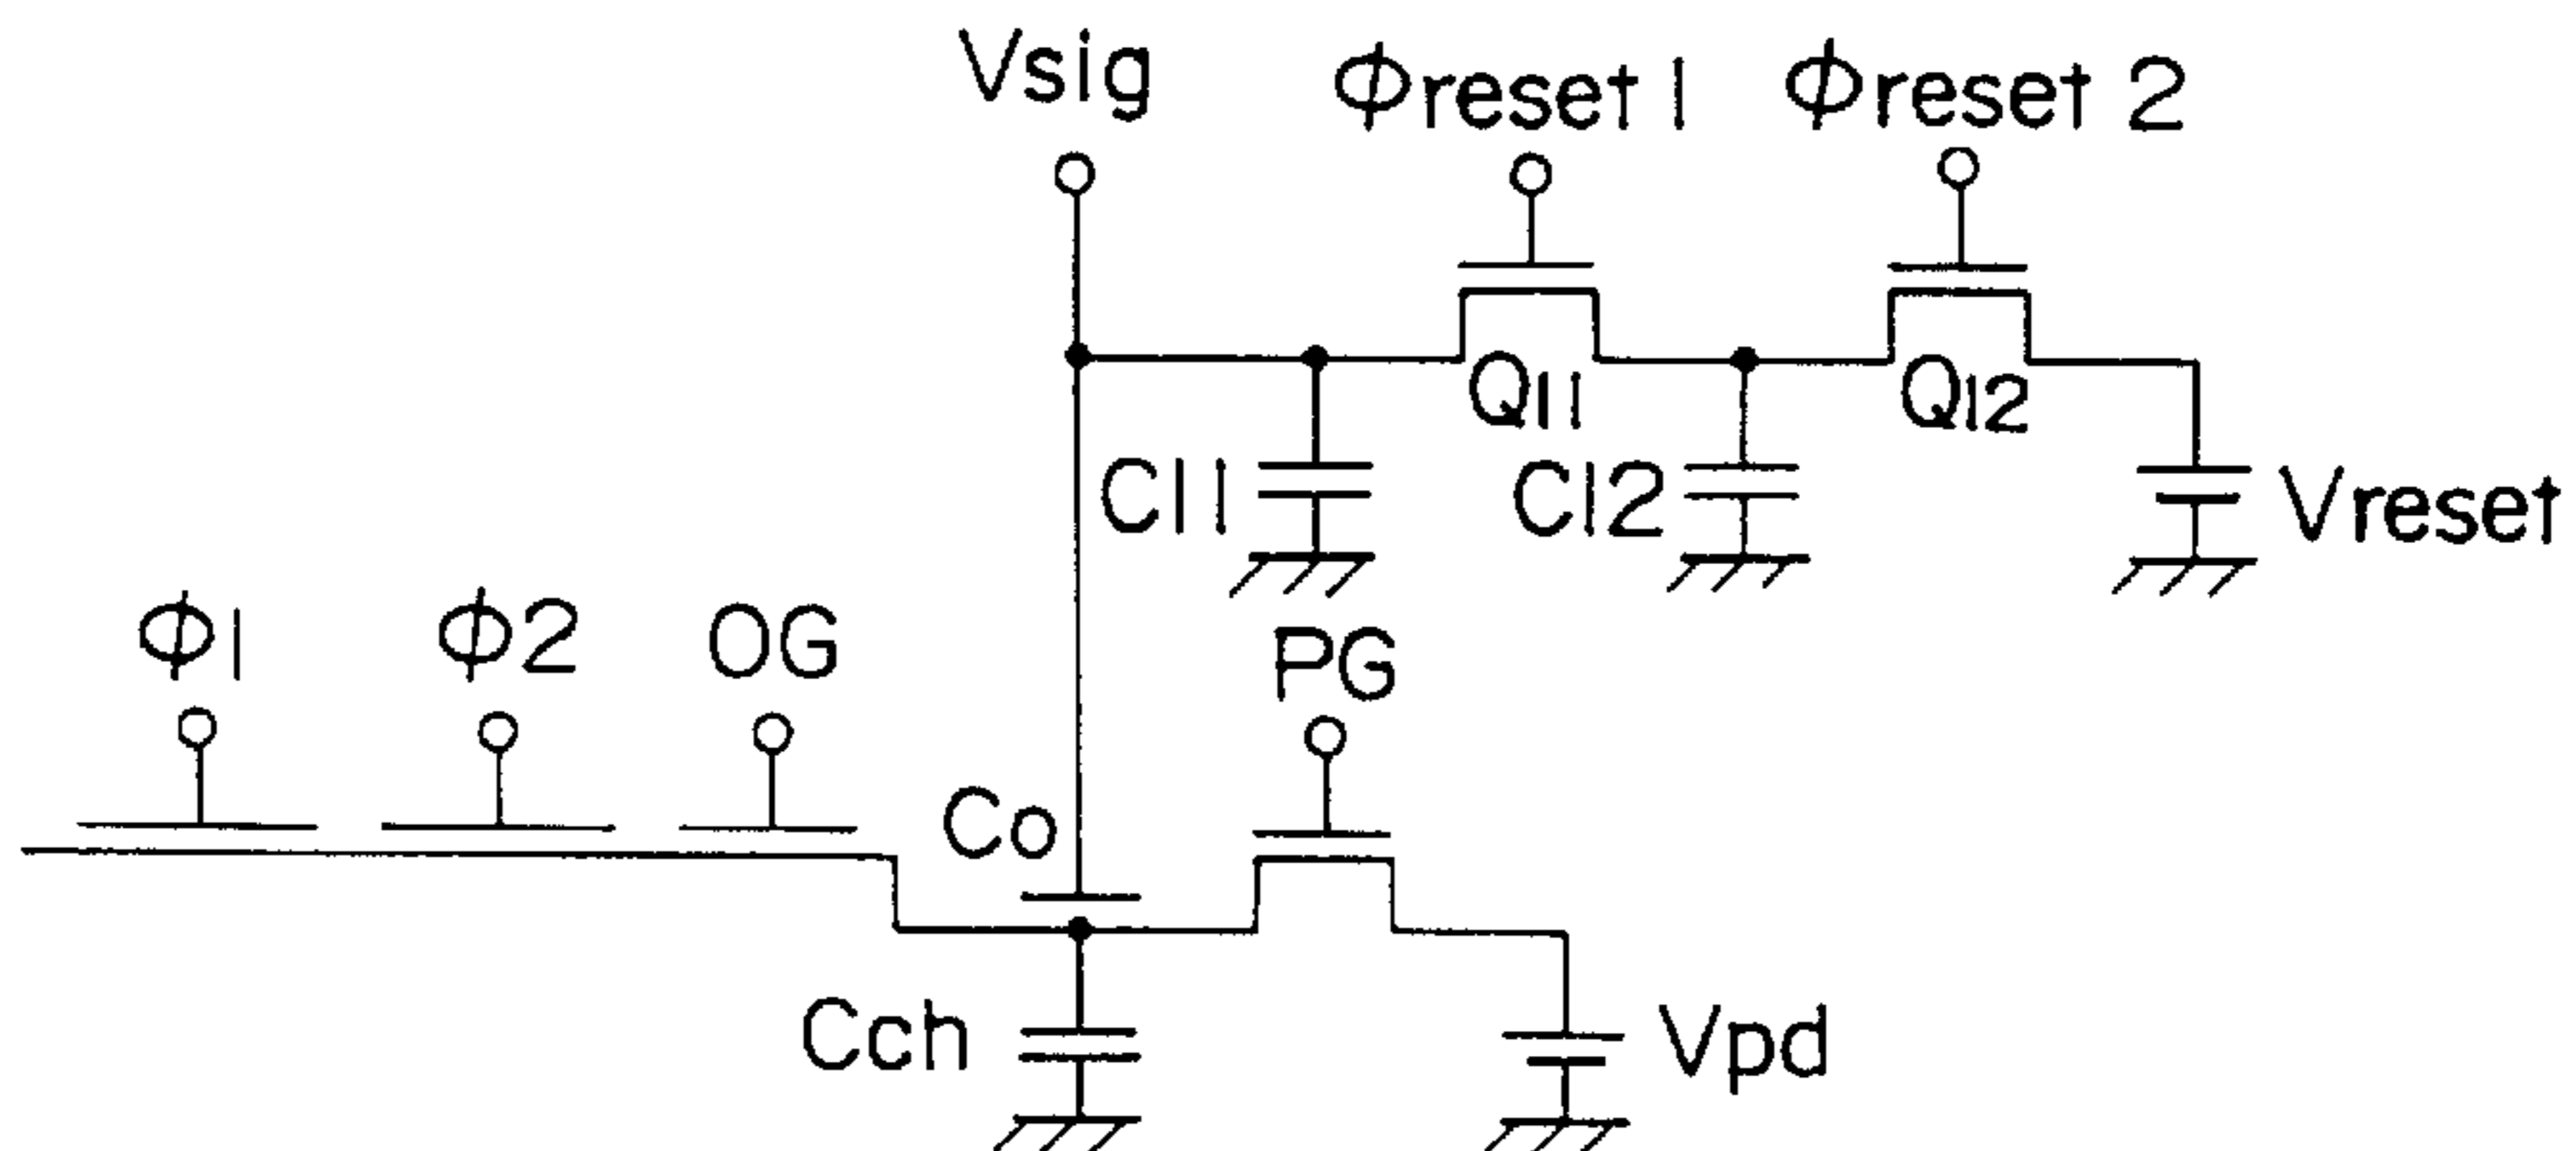 Vsig
Φreset 1
Φreset 2
Q11
Q12
C11
C12
Vreset
Φ1
Φ2
OG
PG
Co
Cch
Vpd